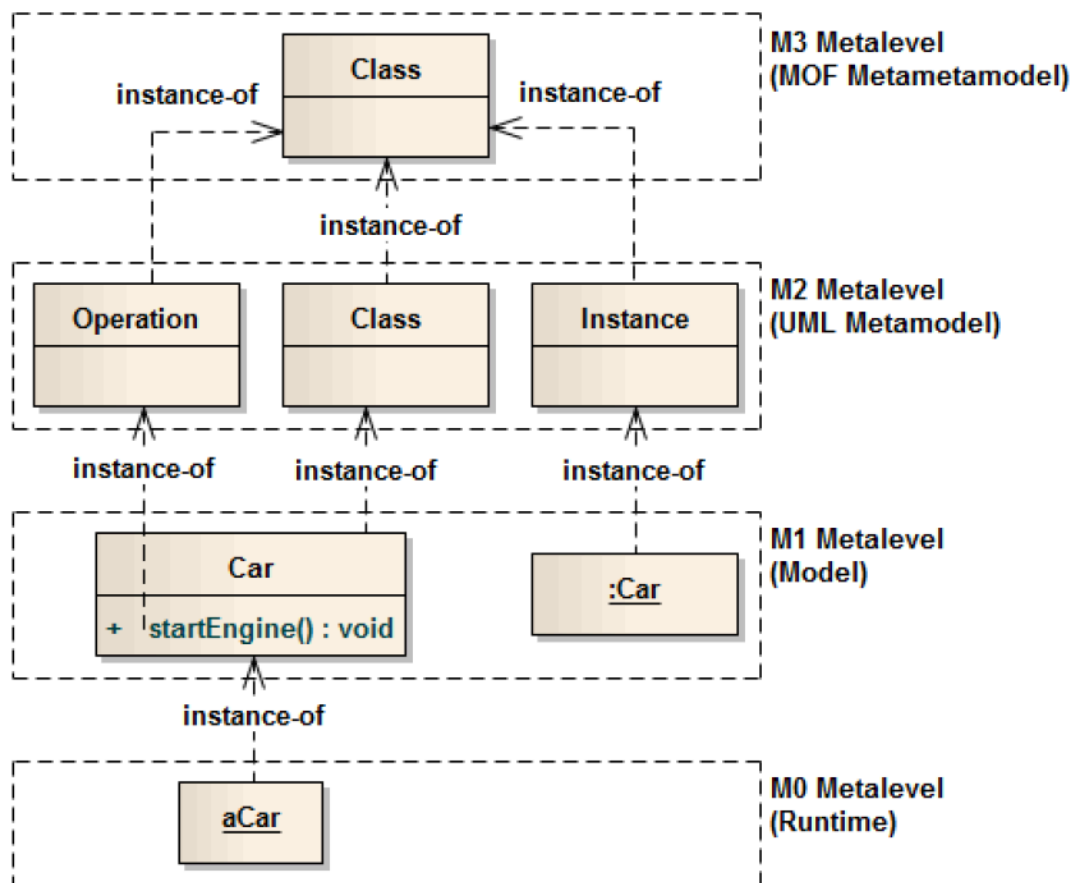 Class
M3 Metalevel
(MOF Metametamodel)
instance-of
instance-of
instance-of
Operation
Class
Instance
M2 Metalevel
(UML Metamodel)
instance-of
instance-of
instance-of
Car
+ startEngine() : void
:Car
M1 Metalevel
(Model)
instance-of
aCar
M0 Metalevel
(Runtime)